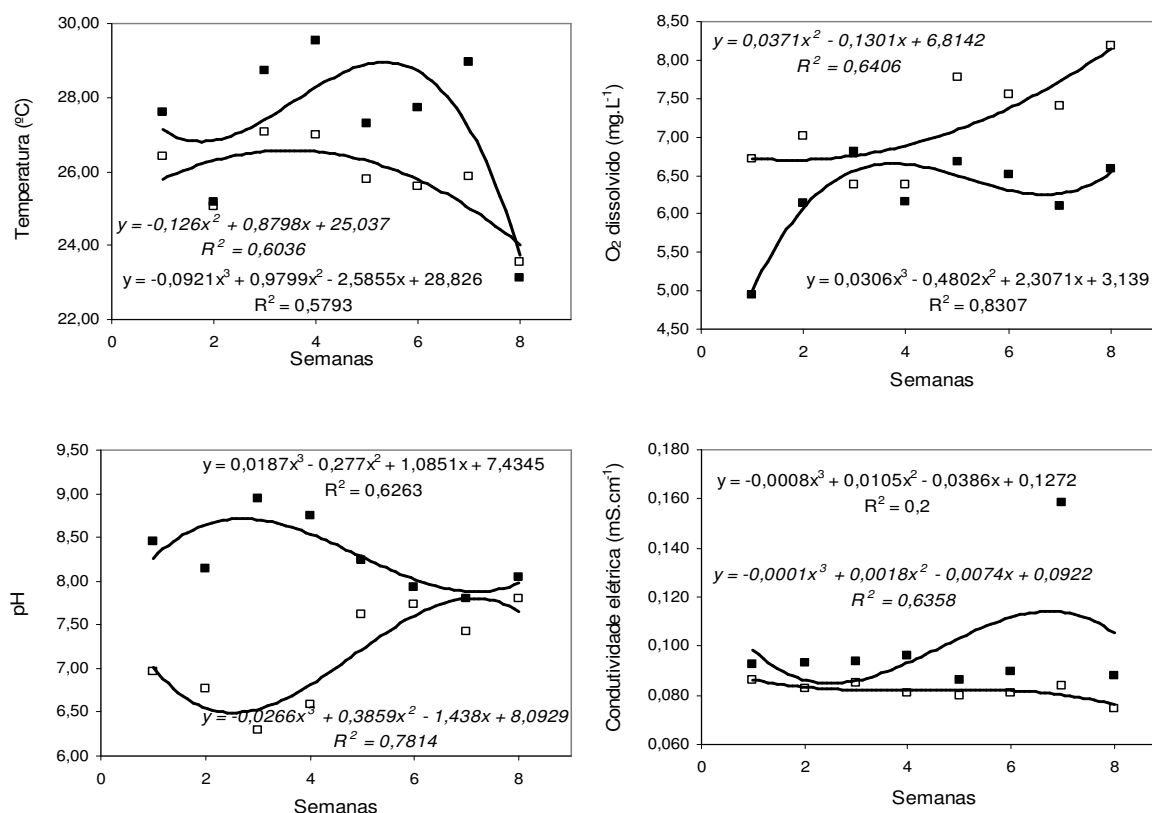 Temperatura (ºC)
30,00
28,00
26,00
24,00
22,00
y = -0,126x² + 0,8798x + 25,037
R² = 0,6036
y = -0,0921x³ + 0,9799x² - 2,5855x + 28,826
R² = 0,5793
0 2 4 6 8
Semanas
O₂ dissolvido (mg.L⁻¹)
8,50
7,50
6,50
5,50
4,50
y = 0,0371x² - 0,1301x + 6,8142
R² = 0,6406
y = 0,0306x³ - 0,4802x² + 2,3071x + 3,139
R² = 0,8307
0 2 4 6 8
Semanas
pH
9,50
9,00
8,50
8,00
7,50
7,00
6,50
6,00
y = 0,0187x³ - 0,277x² + 1,0851x + 7,4345
R² = 0,6263
y = -0,0266x³ + 0,3859x² - 1,438x + 8,0929
R² = 0,7814
0 2 4 6 8
Semanas
Condutividade elétrica (mS.cm⁻¹)
0,180
0,160
0,140
0,120
0,100
0,080
0,060
y = -0,0008x³ + 0,0105x² - 0,0386x + 0,1272
R² = 0,2
y = -0,0001x³ + 0,0018x² - 0,0074x + 0,0922
R² = 0,6358
0 2 4 6 8
Semanas